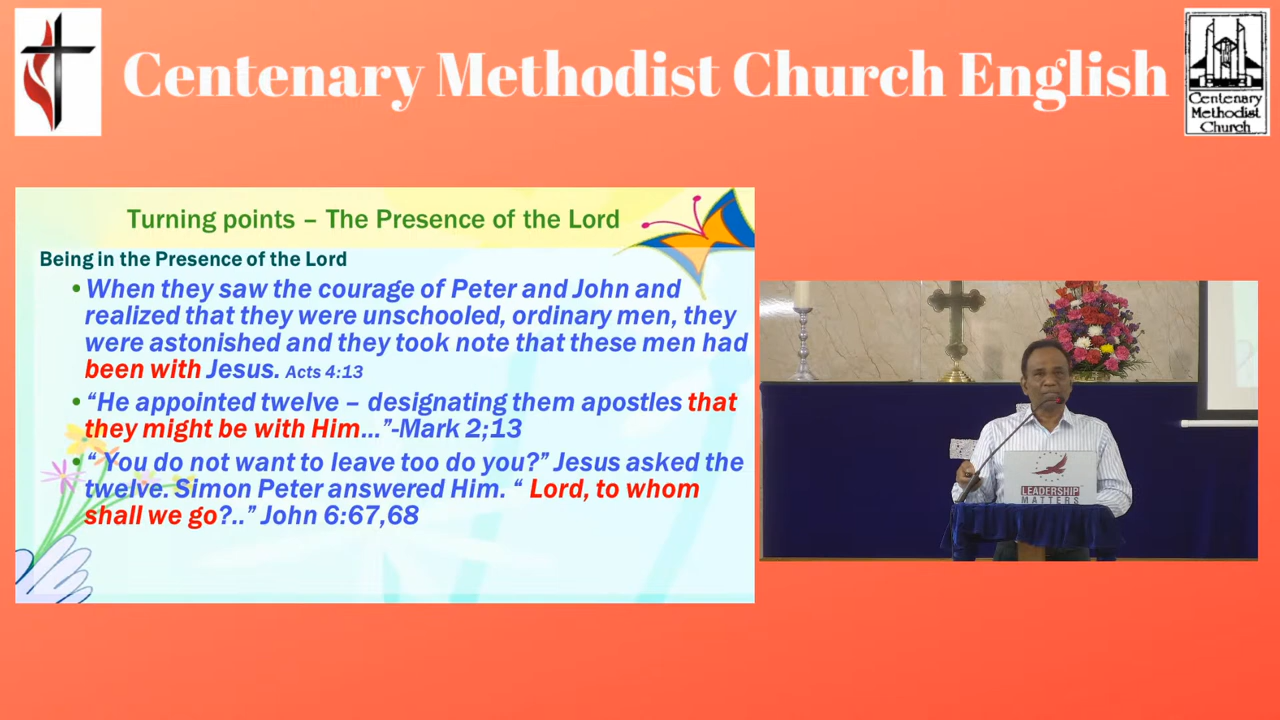 Centenary Methodist Church English
Centenary
Methodist
Church
Turning points – The Presence of the Lord
Being in the Presence of the Lord
•When they saw the courage of Peter and John and
realized that they were unschooled, ordinary men, they
were astonished and they took note that these men had
been with Jesus. Acts 4:13
•“He appointed twelve – designating them apostles that
they might be with Him...”-Mark 2;13
•“ You do not want to leave too do you?” Jesus asked the
twelve. Simon Peter answered Him. “ Lord, to whom
shall we go?..” John 6:67,68
LEADERSHIP
MATTERS